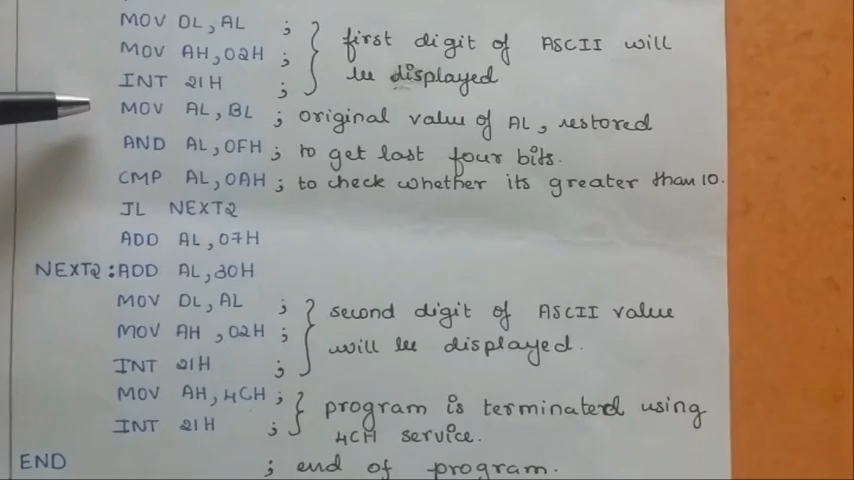 MOV DL, AL ; first digit of ASCII will
MOV AH, 02H ; be displayed
INT 21H ;
MOV AL, BL ; original value of AL, restored
AND AL, 0FH ; to get last four bits.
CMP AL, 0AH ; to check whether its greater than 10.
JL NEXT2
ADD AL, 07H
NEXT2: ADD AL, 30H
MOV DL, AL ; second digit of ASCII value
MOV AH, 02H ; will be displayed.
INT 21H ;
MOV AH, 4CH ; program is terminated using
INT 21H ; 4CH service.
END ; end of program.